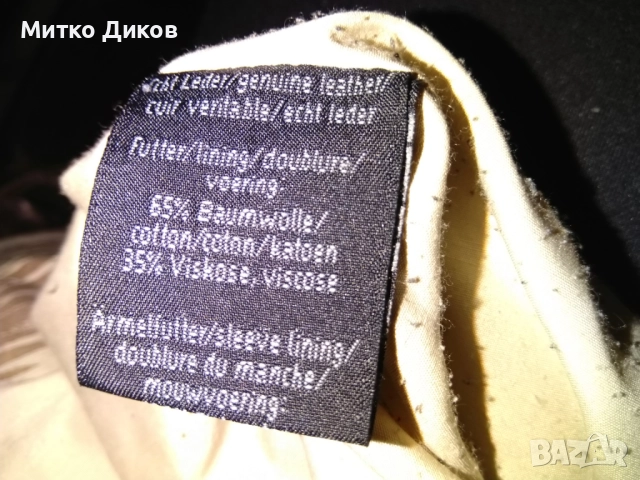 Митко Диков
Echt Leder/genuine leather/
cuir veritable/echt leder
Futter/lining/doublure/
voering:
65% Baumwolle/
cotton/coton/katoen
35% Viskose, viscose
Ärmelfutter/sleeve lining/
doublure du manche/
mouwvoering:
BAZAR